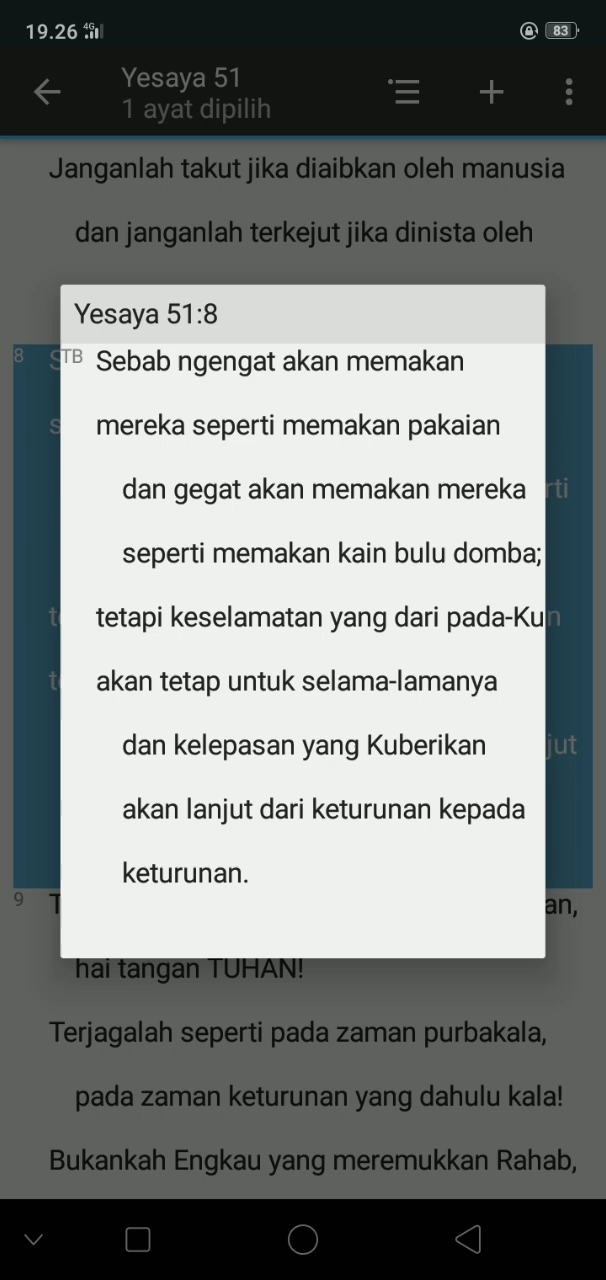 19.26 4G 83
Yesaya 51
1 ayat dipilih
Janganlah takut jika diaibkan oleh manusia
dan janganlah terkejut jika dinista oleh
Yesaya 51:8
8 S TB Sebab ngengat akan memakan
s mereka seperti memakan pakaian
dan gegat akan memakan mereka rti
seperti memakan kain bulu domba;
t tetapi keselamatan yang dari pada-Ku n
t akan tetap untuk selama-lamanya
dan kelepasan yang Kuberikan jut
akan lanjut dari keturunan kepada
keturunan.
9 T an,
hai tangan TUHAN!
Terjagalah seperti pada zaman purbakala,
pada zaman keturunan yang dahulu kala!
Bukankah Engkau yang meremukkan Rahab,